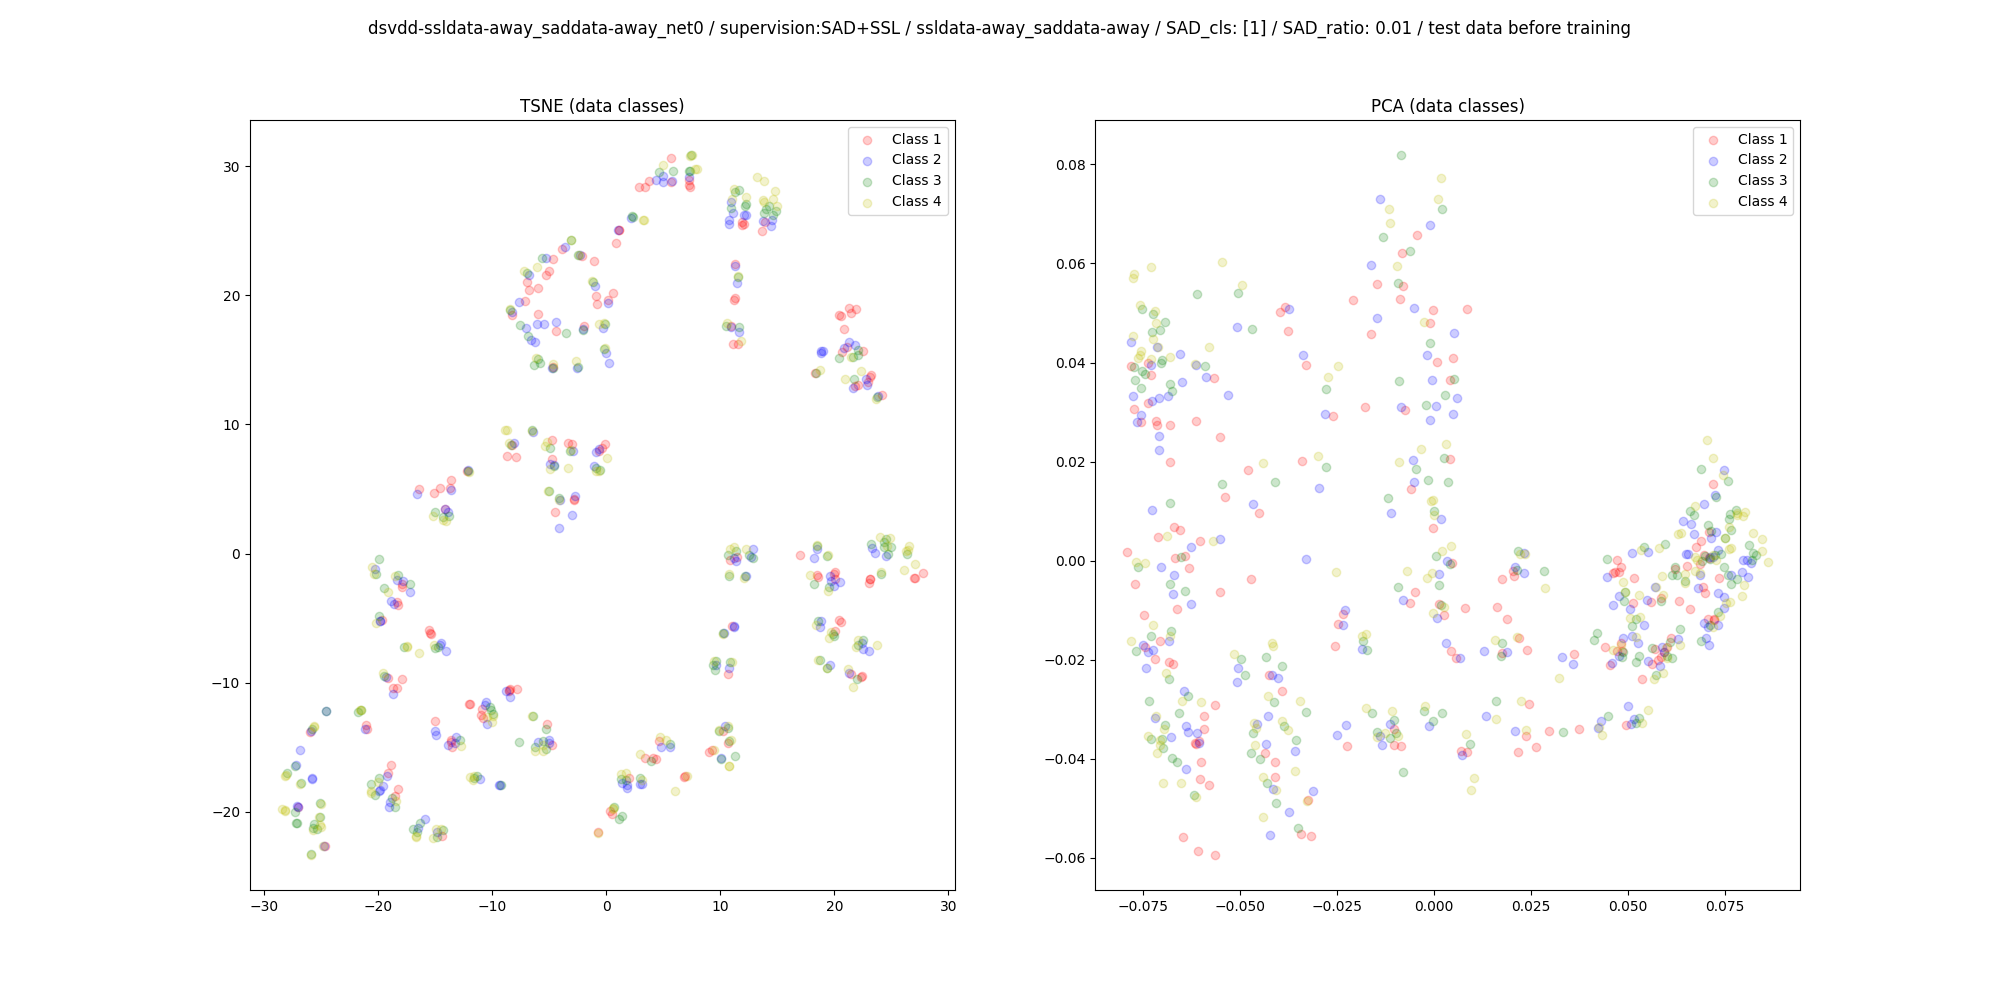 dsvdd-ssldata-away_saddata-away_net0 / supervision:SAD+SSL / ssldata-away_saddata-away / SAD_cls: [1] / SAD_ratio: 0.01 / test data before training
TSNE (data classes)
Class 1
Class 2
Class 3
Class 4
30
20
10
0
−10
−20
−30
−20
−10
0
10
20
30
PCA (data classes)
Class 1
Class 2
Class 3
Class 4
0.08
0.06
0.04
0.02
0.00
−0.02
−0.04
−0.06
−0.075
−0.050
−0.025
0.000
0.025
0.050
0.075